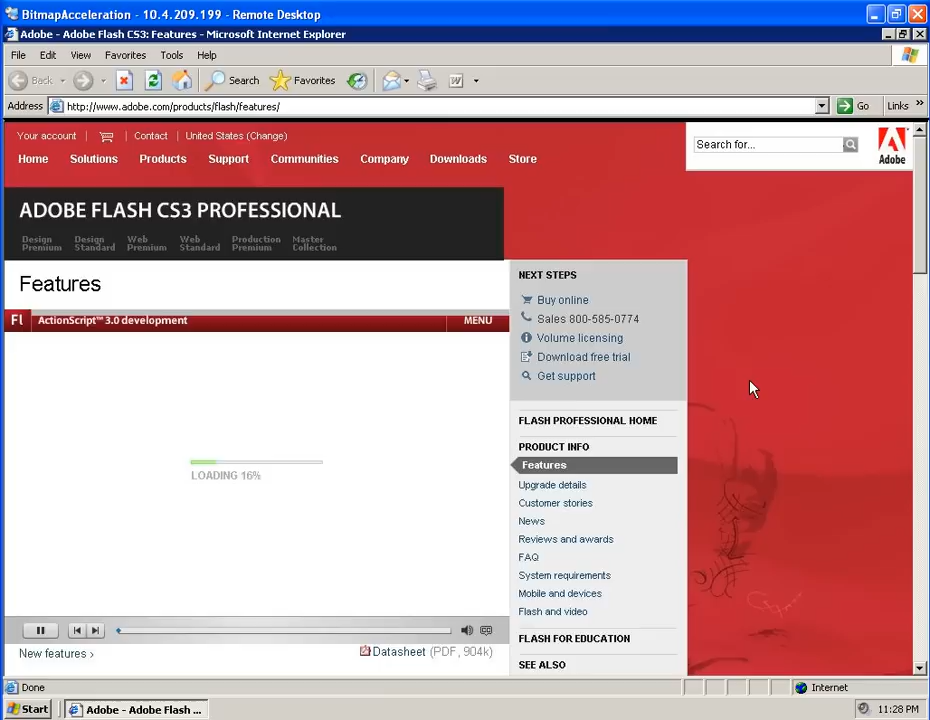 BitmapAcceleration - 10.4.209.199 - Remote Desktop
Adobe - Adobe Flash CS3: Features - Microsoft Internet Explorer
File Edit View Favorites Tools Help
Back Search Favorites
Address http://www.adobe.com/products/flash/features/ Go Links »
Your account Contact United States (Change)
Home Solutions Products Support Communities Company Downloads Store
Search for...
Adobe
ADOBE FLASH CS3 PROFESSIONAL
Design Premium Design Standard Web Premium Web Standard Production Premium Master Collection
Features
Fl ActionScript™ 3.0 development MENU
LOADING 16%
New features › Datasheet (PDF, 904k)
NEXT STEPS
Buy online
Sales 800-585-0774
Volume licensing
Download free trial
Get support
FLASH PROFESSIONAL HOME
PRODUCT INFO
Features
Upgrade details
Customer stories
News
Reviews and awards
FAQ
System requirements
Mobile and devices
Flash and video
FLASH FOR EDUCATION
SEE ALSO
Done Internet
Start Adobe - Adobe Flash ... 11:28 PM